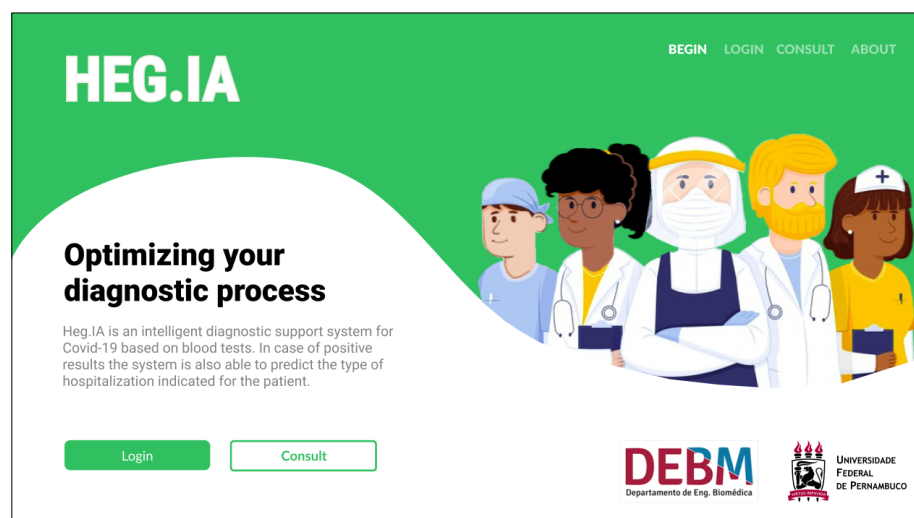 HEG.IA
BEGIN LOGIN CONSULT ABOUT
Optimizing your
diagnostic process
Heg.IA is an intelligent diagnostic support system for
Covid-19 based on blood tests. In case of positive
results the system is also able to predict the type of
hospitalization indicated for the patient.
Login
Consult
DEBM
Departamento de Eng. Biomédica
VIRTUS IMPAVIDA
UNIVERSIDADE
FEDERAL
DE PERNAMBUCO